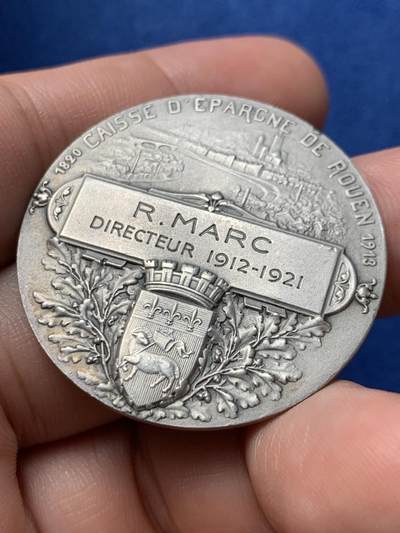 1820 CAISSE D'EPARGNE DE ROUEN 1913
R. MARC
DIRECTEUR 1912-1921